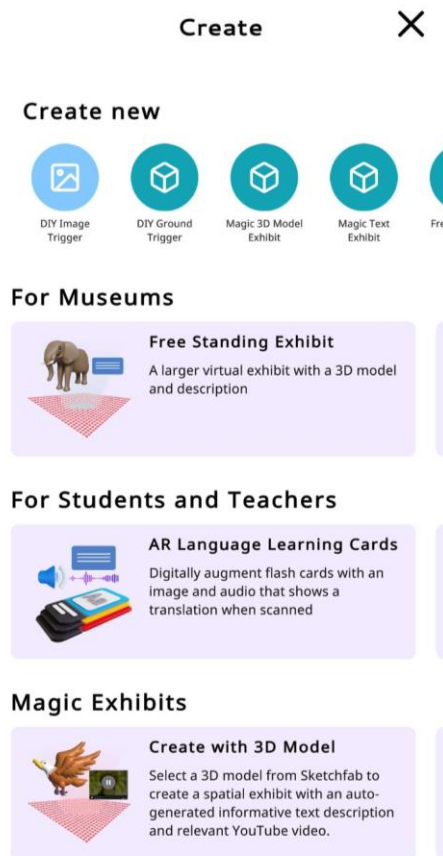 Create
Create new
DIY Image
Trigger
DIY Ground
Trigger
Magic 3D Model
Exhibit
Magic Text
Exhibit
For Museums
Free Standing Exhibit
A larger virtual exhibit with a 3D model
and description
For Students and Teachers
AR Language Learning Cards
Digitally augment flash cards with an
image and audio that shows a
translation when scanned
Magic Exhibits
Create with 3D Model
Select a 3D model from Sketchfab to
create a spatial exhibit with an auto-
generated informative text description
and relevant YouTube video.